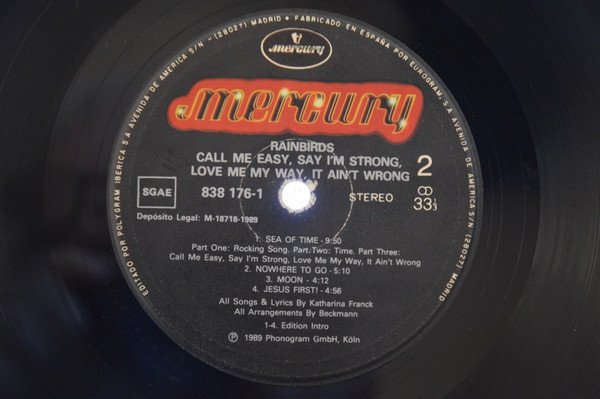 EDITADO POR POLYGRAM IBERICA S/A AVENIDA DE AMERICA S/N - (28027) MADRID • FABRICADO EN ESPAÑA POR EUROGRAM, S/A AVENIDA DE AMERICA S/N (28027) MADRID
mercury
mercury
RAINBIRDS
CALL ME EASY, SAY I'M STRONG,
LOVE ME MY WAY, IT AIN'T WRONG
2
SGAE
838 176-1
STEREO
33⅓
Depósito Legal: M-18718-1989
1. SEA OF TIME - 9:50
Part One: Rocking Song. Part.Two: Time. Part Three:
Call Me Easy, Say I'm Strong, Love Me My Way, It Ain't Wrong
2. NOWHERE TO GO - 5:10
3. MOON - 4:12
4. JESUS FIRST! - 4:56
All Songs & Lyrics By Katharina Franck
All Arrangements By Beckmann
1-4. Edition Intro
Ⓟ 1989 Phonogram GmbH, Köln